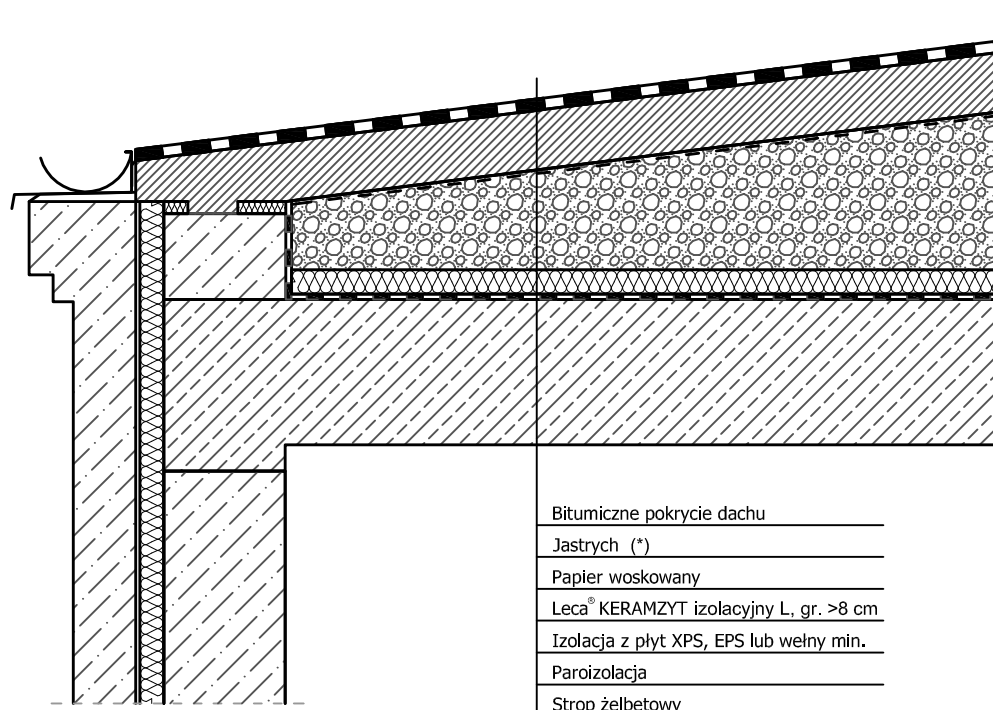 Bitumiczne pokrycie dachu
Jastrych (*)
Papier woskowany
Leca® KERAMZYT izolacyjny L, gr. >8 cm
Izolacja z płyt XPS, EPS lub wełny min.
Paroizolacja
Strop żelbetowy